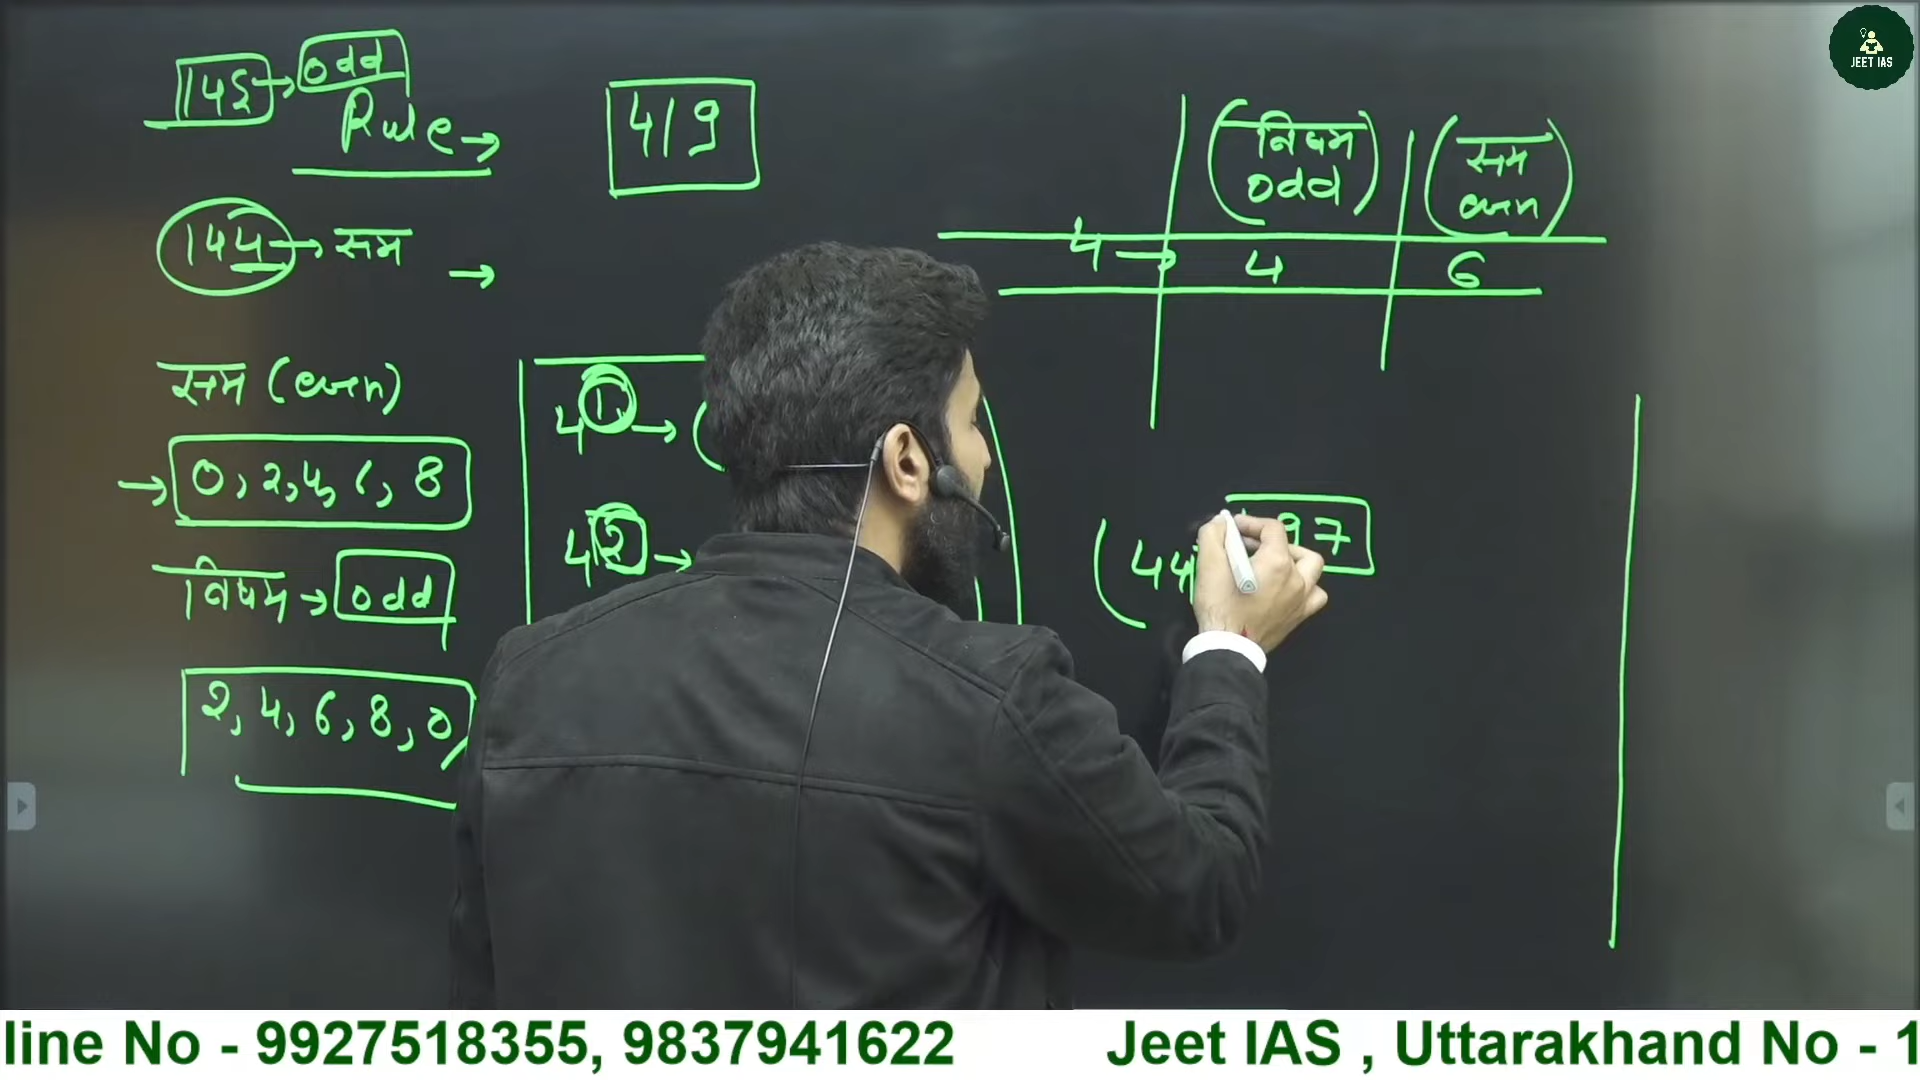 145 → odd
Rule →
419
144 → सम →
सम (even)
→ 0, 2, 4, 6, 8
विषम → odd
2, 4, 6, 8, 0,
4¹ → (
4² →
विषम odd
सम even
4 → 4 6
(44 97
JEET IAS
line No - 9927518355, 9837941622 Jeet IAS , Uttarakhand No - 1